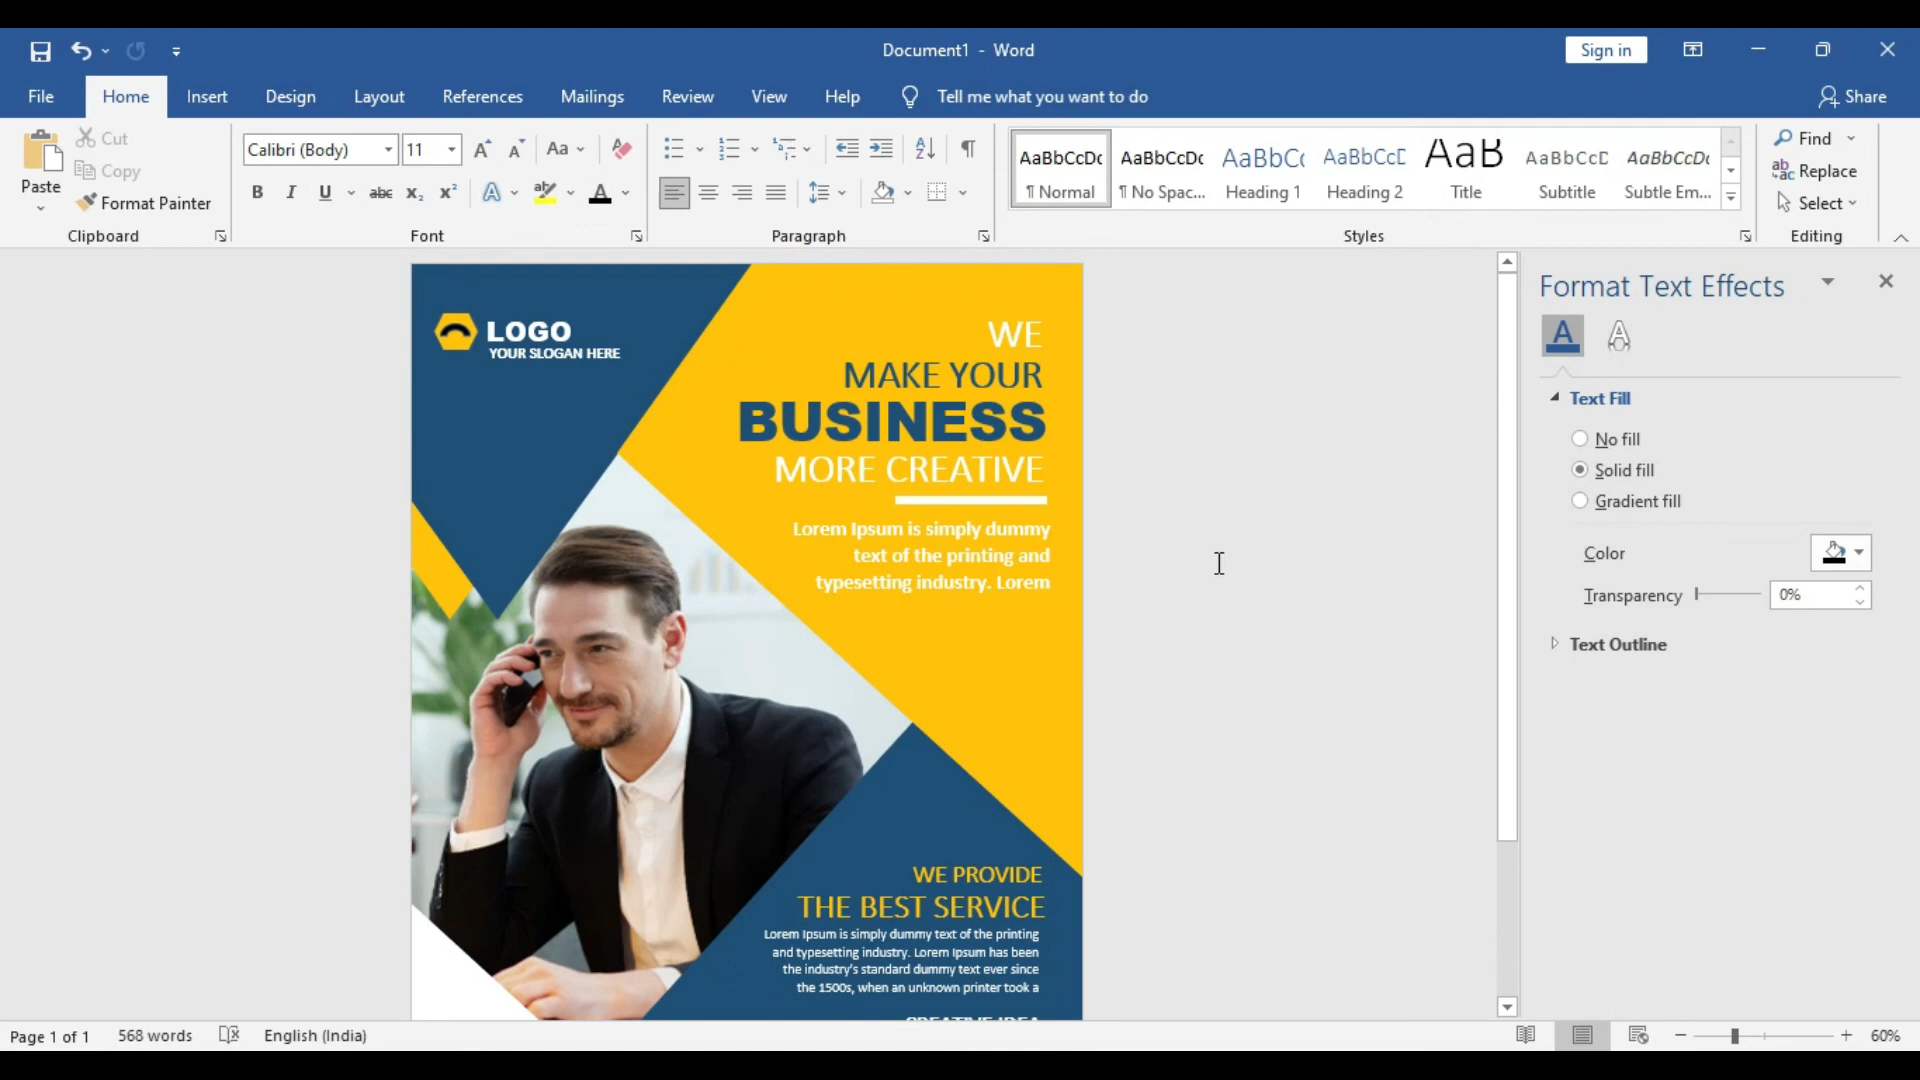 Document1 - Word
Sign in
File Home Insert Design Layout References Mailings Review View Help Tell me what you want to do Share
Paste
Cut
Copy
Format Painter
Clipboard
Calibri (Body) 11
Font
Paragraph
AaBbCcDc AaBbCcDc AaBbCc AaBbCcD AaB AaBbCcD AaBbCcDc
¶ Normal ¶ No Spac... Heading 1 Heading 2 Title Subtitle Subtle Em...
Styles
Find
Replace
Select
Editing
LOGO
YOUR SLOGAN HERE
WE
MAKE YOUR
BUSINESS
MORE CREATIVE
Lorem Ipsum is simply dummy
text of the printing and
typesetting industry. Lorem
WE PROVIDE
THE BEST SERVICE
Lorem Ipsum is simply dummy text of the printing
and typesetting industry. Lorem Ipsum has been
the industry's standard dummy text ever since
the 1500s, when an unknown printer took a
Format Text Effects
Text Fill
No fill
Solid fill
Gradient fill
Color
Transparency 0%
Text Outline
Page 1 of 1 568 words English (India) 60%